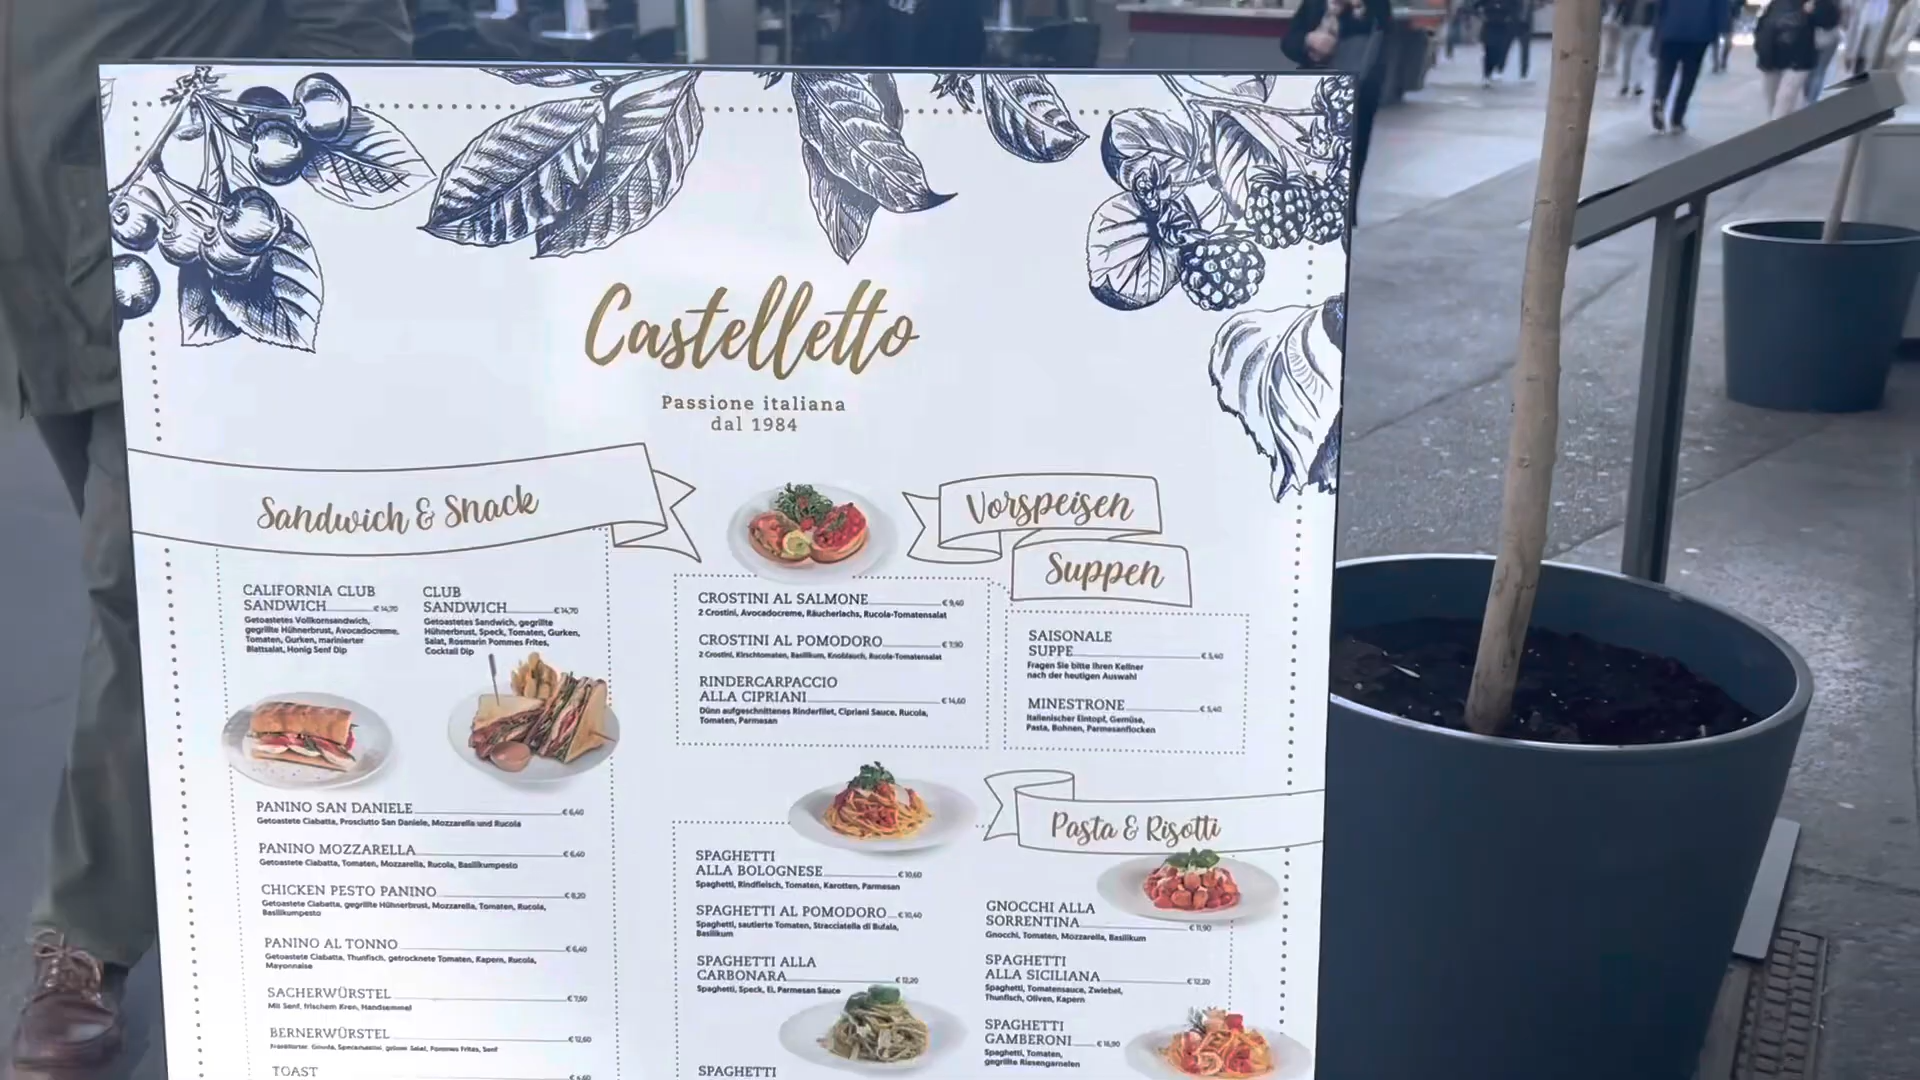 Castelletto
Passione italiana
dal 1984
Sandwich & Snack
CALIFORNIA CLUB
SANDWICH € 14,70
Getoastetes Vollkornsandwich,
gegrillte Hühnerbrust, Avocadocreme,
Tomaten, Gurken, marinierter
Blattsalat, Honig Senf Dip
CLUB
SANDWICH € 14,70
Getoastetes Sandwich, gegrillte
Hühnerbrust, Speck, Tomaten, Gurken,
Salat, Rosmarin Pommes Frites,
Cocktail Dip
PANINO SAN DANIELE € 6,40
Getoastete Ciabatta, Prosciutto San Daniele, Mozzarella und Rucola
PANINO MOZZARELLA € 6,40
Getoastete Ciabatta, Tomaten, Mozzarella, Rucola, Basilikumpesto
CHICKEN PESTO PANINO € 8,20
Getoastete Ciabatta, gegrillte Hühnerbrust, Mozzarella, Tomaten, Rucola,
Basilikumpesto
PANINO AL TONNO € 6,40
Getoastete Ciabatta, Thunfisch, getrocknete Tomaten, Kapern, Rucola,
Mayonnaise
SACHERWÜRSTEL € 7,50
Mit Senf, frischem Kren, Handsemmel
BERNERWÜRSTEL € 12,60
Frankfurter, Gouda, Speckmantel, grüner Salat, Pommes Frites, Senf
TOAST
Vorspeisen
CROSTINI AL SALMONE € 9,40
2 Crostini, Avocadocreme, Räucherlachs, Rucola-Tomatensalat
CROSTINI AL POMODORO € 7,90
2 Crostini, Kirschtomaten, Basilikum, Knoblauch, Rucola-Tomatensalat
RINDERCARPACCIO
ALLA CIPRIANI € 14,60
Dünn aufgeschnittenes Rinderfilet, Cipriani Sauce, Rucola,
Tomaten, Parmesan
Suppen
SAISONALE
SUPPE € 5,40
Fragen Sie bitte Ihren Kellner
nach der heutigen Auswahl
MINESTRONE € 5,40
Italienischer Eintopf, Gemüse,
Pasta, Bohnen, Parmesanflocken
Pasta & Risotti
SPAGHETTI
ALLA BOLOGNESE € 10,60
Spaghetti, Rindfleisch, Tomaten, Karotten, Parmesan
SPAGHETTI AL POMODORO € 10,40
Spaghetti, sautierte Tomaten, Stracciatella di Bufala,
Basilikum
SPAGHETTI ALLA
CARBONARA € 12,20
Spaghetti, Speck, Ei, Parmesan Sauce
SPAGHETTI
GNOCCHI ALLA
SORRENTINA € 11,90
Gnocchi, Tomaten, Mozzarella, Basilikum
SPAGHETTI
ALLA SICILIANA € 12,20
Spaghetti, Tomatensauce, Zwiebel,
Thunfisch, Oliven, Kapern
SPAGHETTI
GAMBERONI € 16,90
Spaghetti, Tomaten,
gegrillte Riesengarnelen